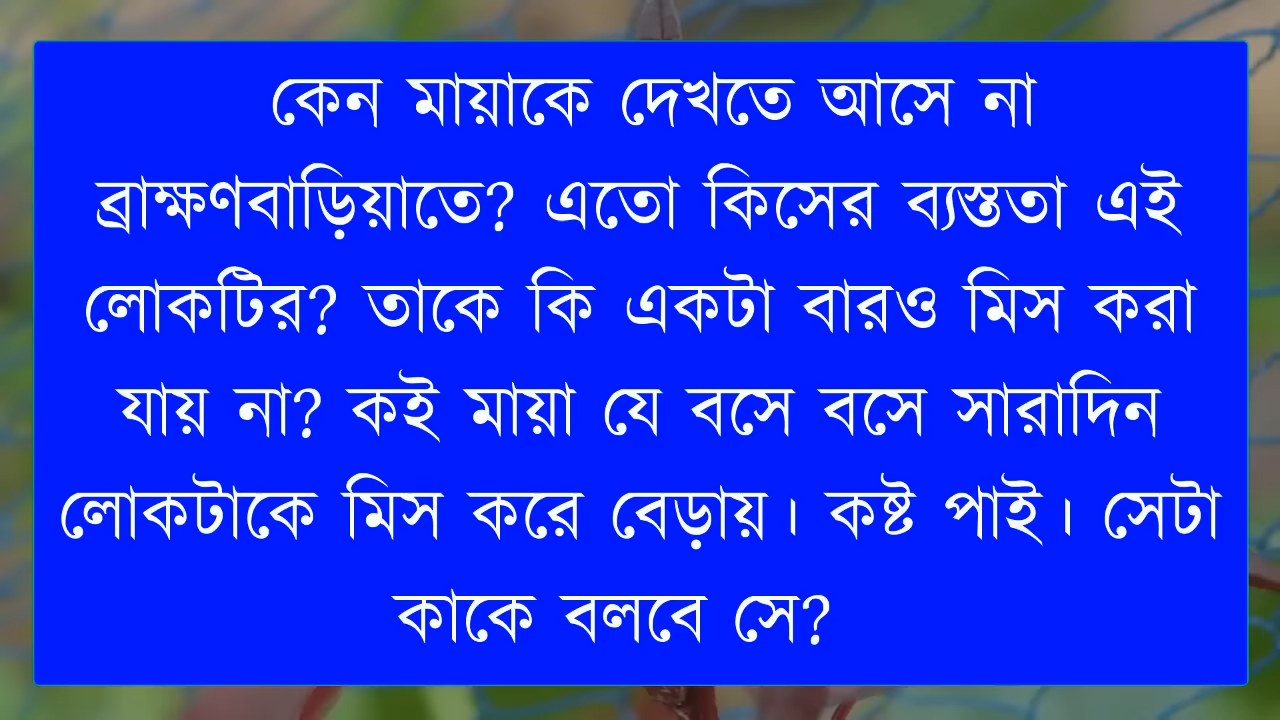 কেন মায়াকে দেখতে আসে না
ব্রাক্ষণবাড়িয়াতে? এতো কিসের ব্যস্ততা এই
লোকটির? তাকে কি একটা বারও মিস করা
যায় না? কই মায়া যে বসে বসে সারাদিন
লোকটাকে মিস করে বেড়ায়। কষ্ট পাই। সেটা
কাকে বলবে সে?